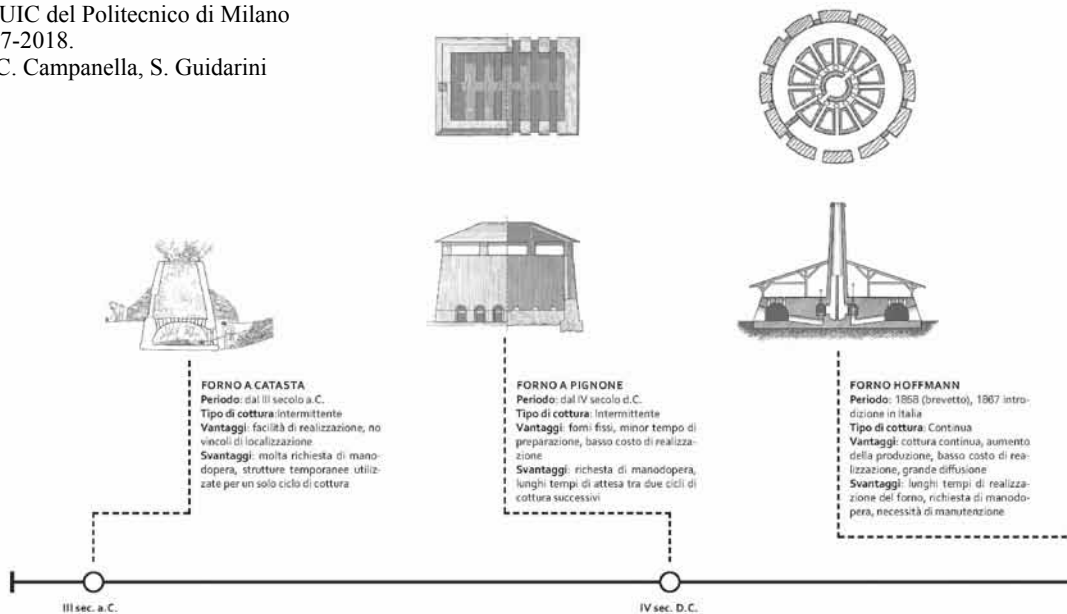 UIC del Politecnico di Milano
7-2018.
C. Campanella, S. Guidarini
FORNO A CATASTA
Periodo: dal III secolo a.C.
Tipo di cottura:Intermittente
Vantaggi: facilità di realizzazione, no
vincoli di localizzazione
Svantaggi: molta richiesta di mano-
dopera, strutture temporanee utiliz-
zate per un solo ciclo di cottura
FORNO A PIGNONE
Periodo: dal IV secolo d.C.
Tipo di cottura: Intermittente
Vantaggi: forni fissi, minor tempo di
preparazione, basso costo di realizza-
zione
Svantaggi: richesta di manodopera,
lunghi tempi di attesa tra due cicli di
cottura successivi
FORNO HOFFMANN
Periodo: 1858 (brevetto), 1867 intro-
dizione in Italia
Tipo di cottura: Continua
Vantaggi: cottura continua, aumento
della produzione, basso costo di rea-
lizzazione, grande diffusione
Svantaggi: lunghi tempi di realizza-
zione del forno, richiesta di manodo-
pera, necessità di manutenzione
III sec. a.C.
IV sec. D.C.